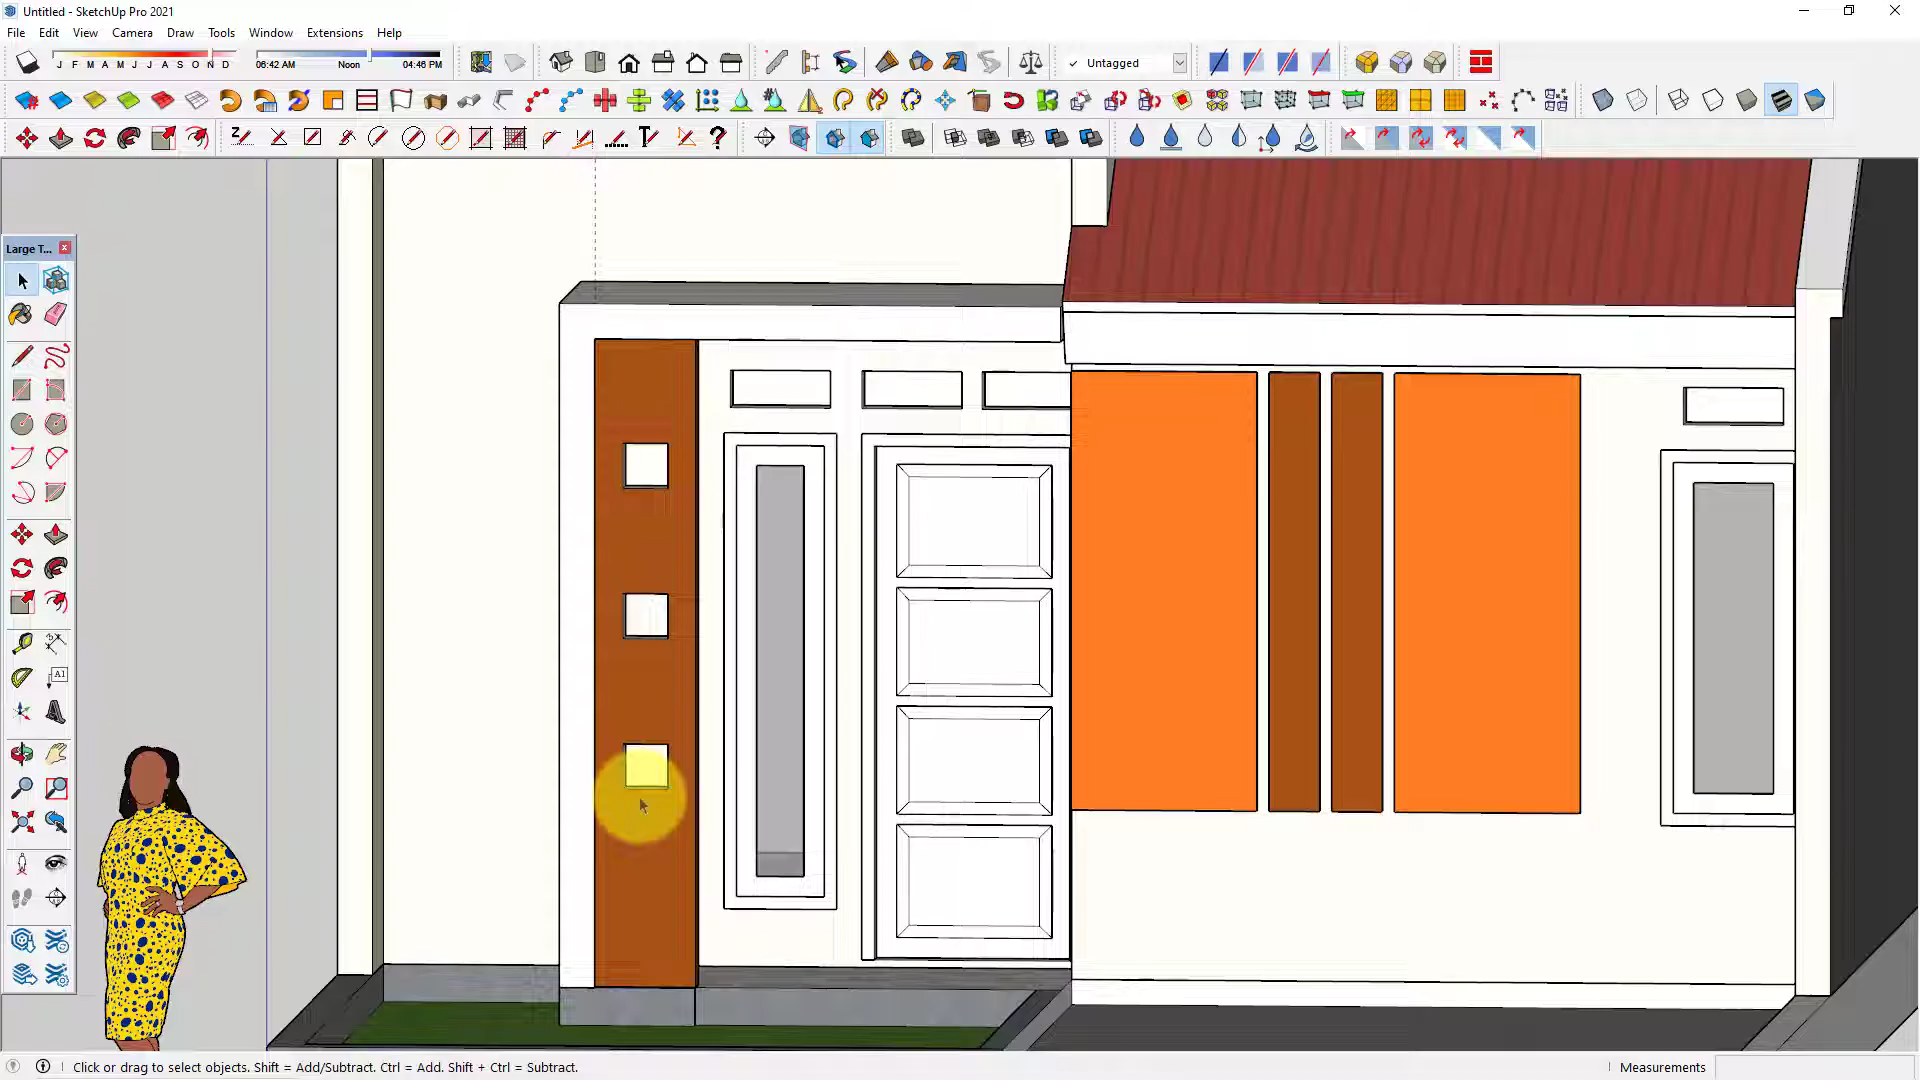 Untitled - SketchUp Pro 2021
File Edit View Camera Draw Tools Window Extensions Help
J F M A M J J A S O N D
06:42 AM Noon 04:46 PM
Untagged
Large T...
A1
Click or drag to select objects. Shift = Add/Subtract. Ctrl = Add. Shift + Ctrl = Subtract.
Measurements